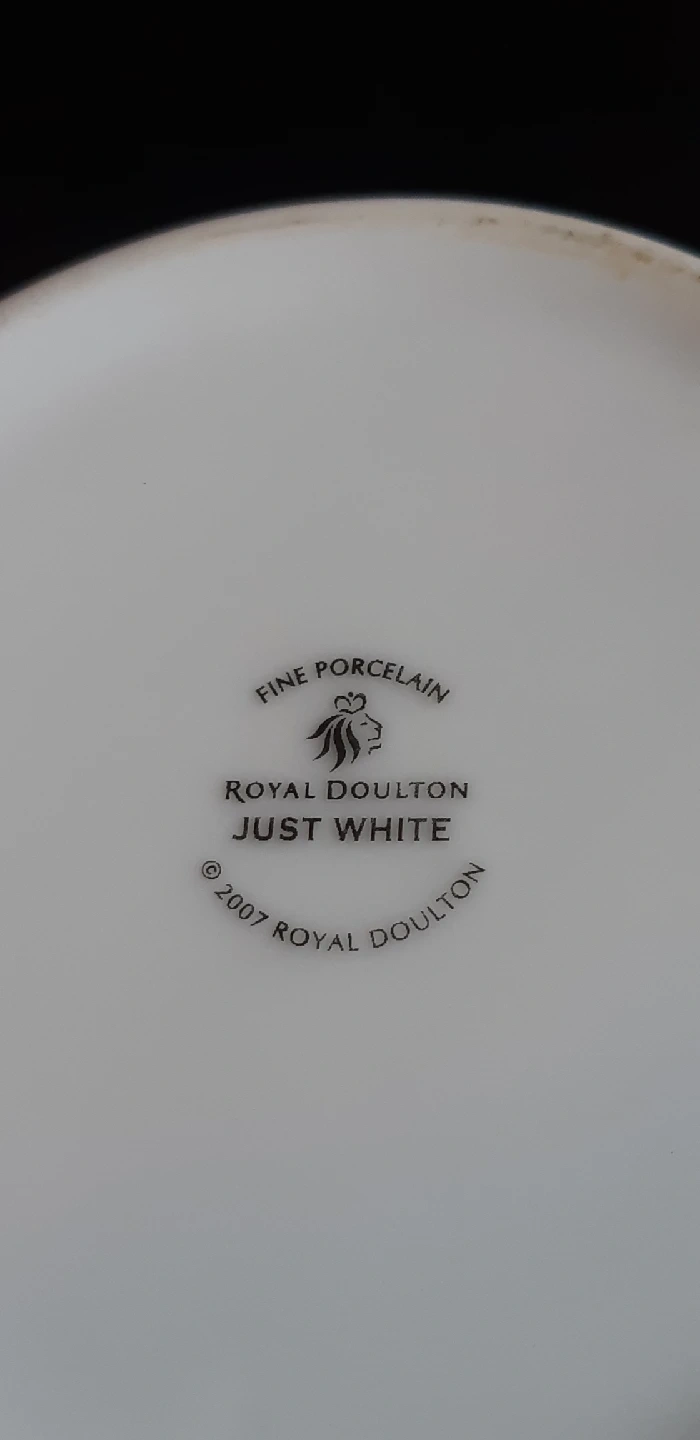 FINE PORCELAIN
ROYAL DOULTON
JUST WHITE
© 2007 ROYAL DOULTON